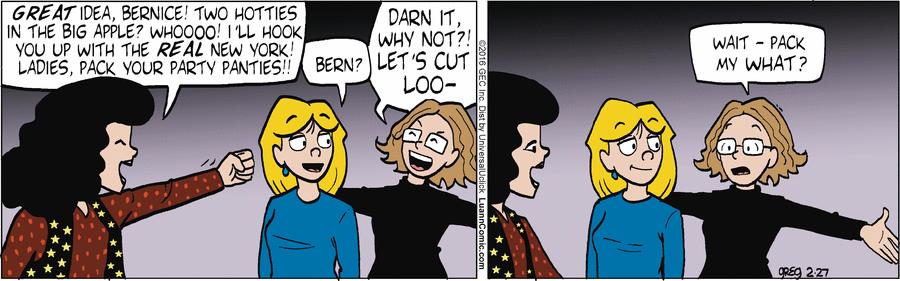 GREAT IDEA, BERNICE! TWO HOTTIES
IN THE BIG APPLE? WHOOOO! I'LL HOOK
YOU UP WITH THE REAL NEW YORK!
LADIES, PACK YOUR PARTY PANTIES!!
BERN?
DARN IT,
WHY NOT?!
LET'S CUT
LOO-
©2016 GEC Inc. Dist by UniversalUclick LuannComic.com
WAIT - PACK
MY WHAT?
GREG 2-27